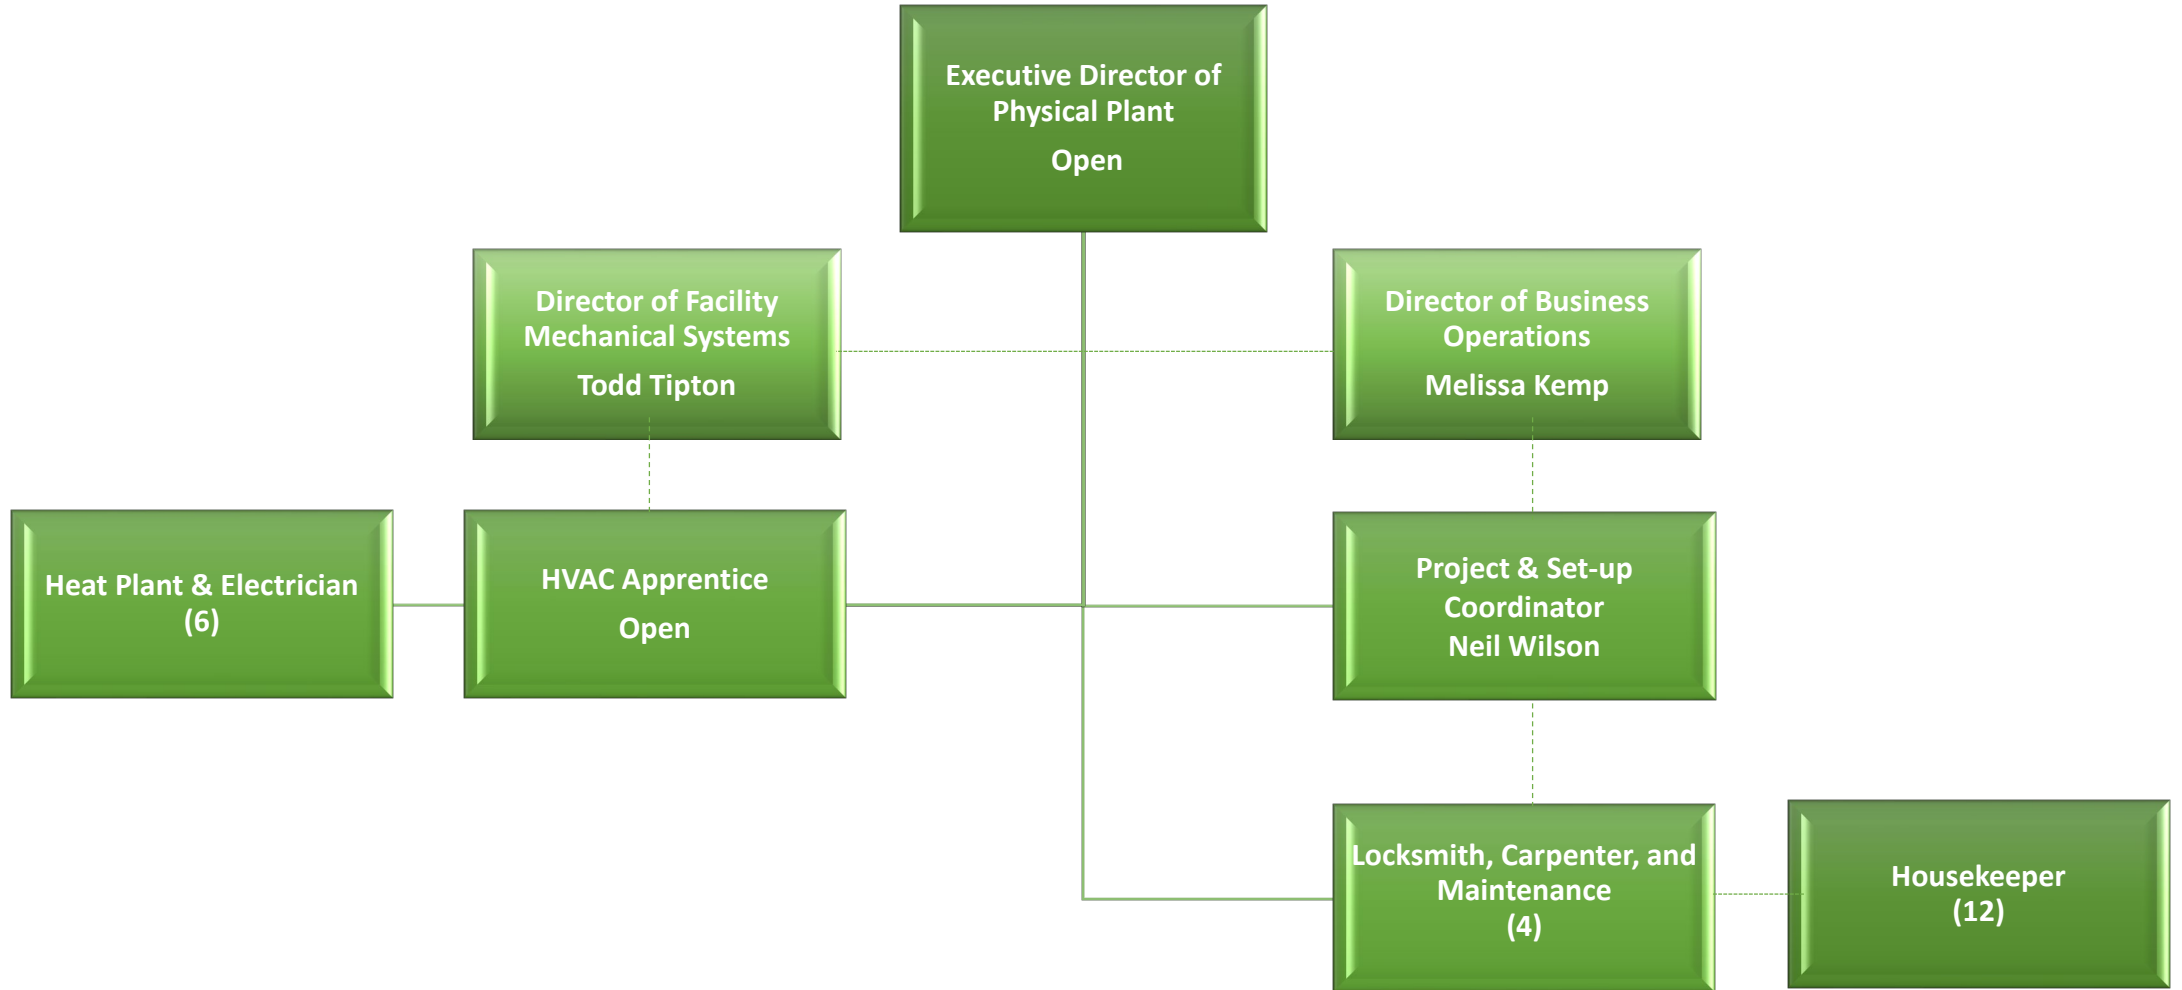 Executive Director of
Physical Plant
Open
Director of Facility
Mechanical Systems
Todd Tipton
Director of Business
Operations
Melissa Kemp
Heat Plant & Electrician
(6)
HVAC Apprentice
Open
Project & Set-up
Coordinator
Neil Wilson
Locksmith, Carpenter, and
Maintenance
(4)
Housekeeper
(12)